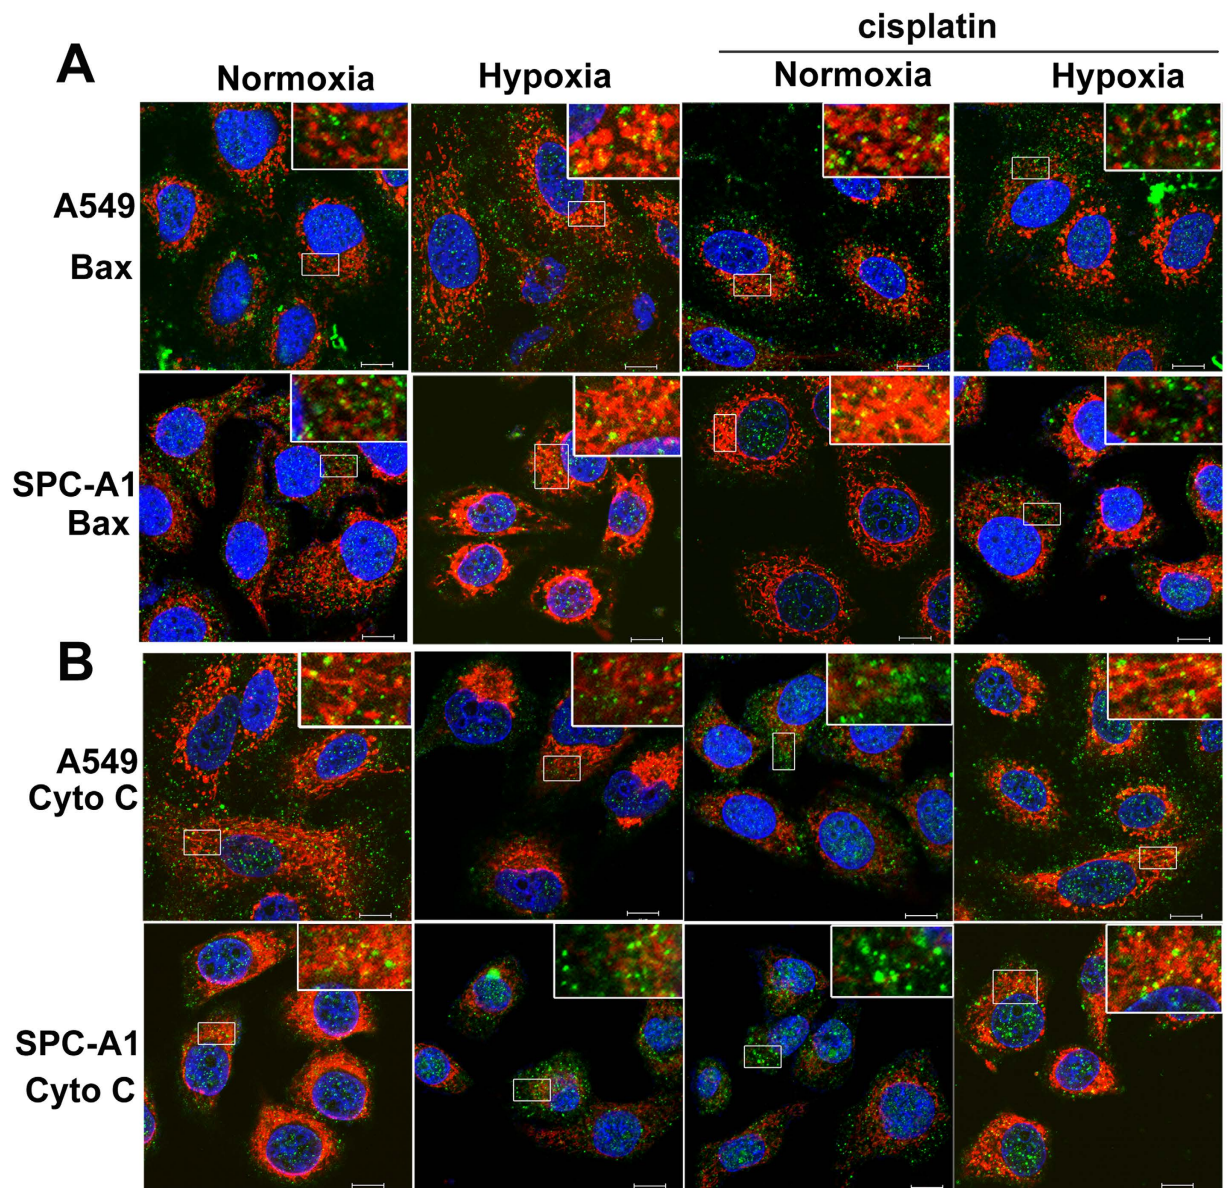 cisplatin
A
Normoxia
Hypoxia
Normoxia
Hypoxia
A549
Bax
SPC-A1
Bax
B
A549
Cyto C
SPC-A1
Cyto C